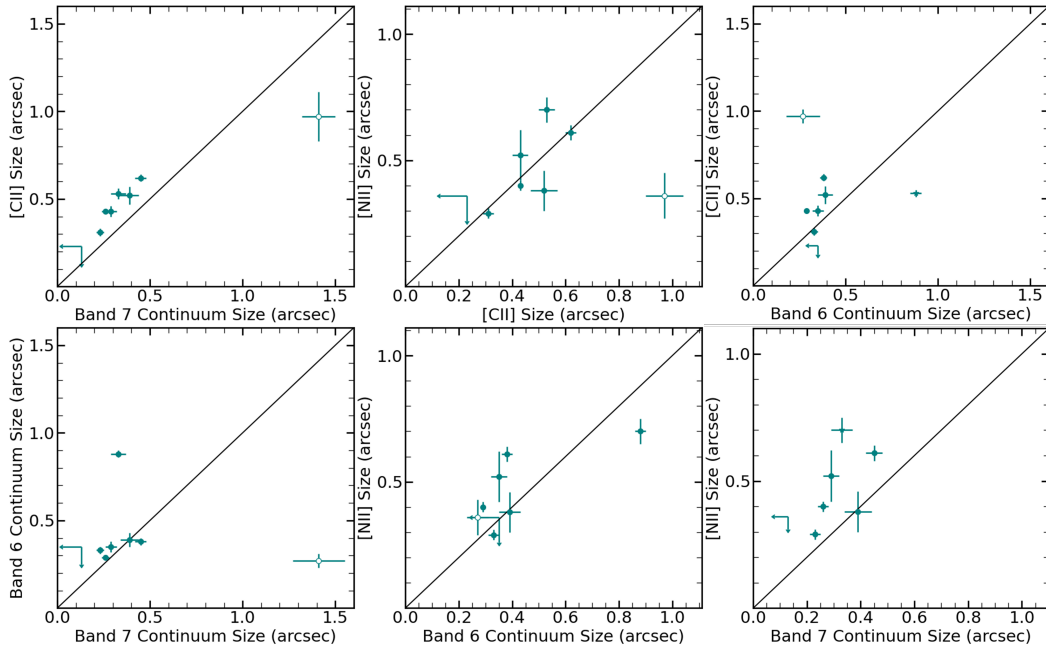 [CII] Size (arcsec)
1.5
1.0
0.5
0.0 0.5 1.0 1.5
Band 7 Continuum Size (arcsec)
[NII] Size (arcsec)
1.0
0.5
0.0 0.2 0.4 0.6 0.8 1.0
[CII] Size (arcsec)
[CII] Size (arcsec)
1.5
1.0
0.5
0.0 0.5 1.0 1.5
Band 6 Continuum Size (arcsec)
Band 6 Continuum Size (arcsec)
1.5
1.0
0.5
0.0 0.5 1.0 1.5
Band 7 Continuum Size (arcsec)
[NII] Size (arcsec)
1.0
0.5
0.0 0.2 0.4 0.6 0.8 1.0
Band 6 Continuum Size (arcsec)
[NII] Size (arcsec)
1.0
0.5
0.0 0.2 0.4 0.6 0.8 1.0
Band 7 Continuum Size (arcsec)